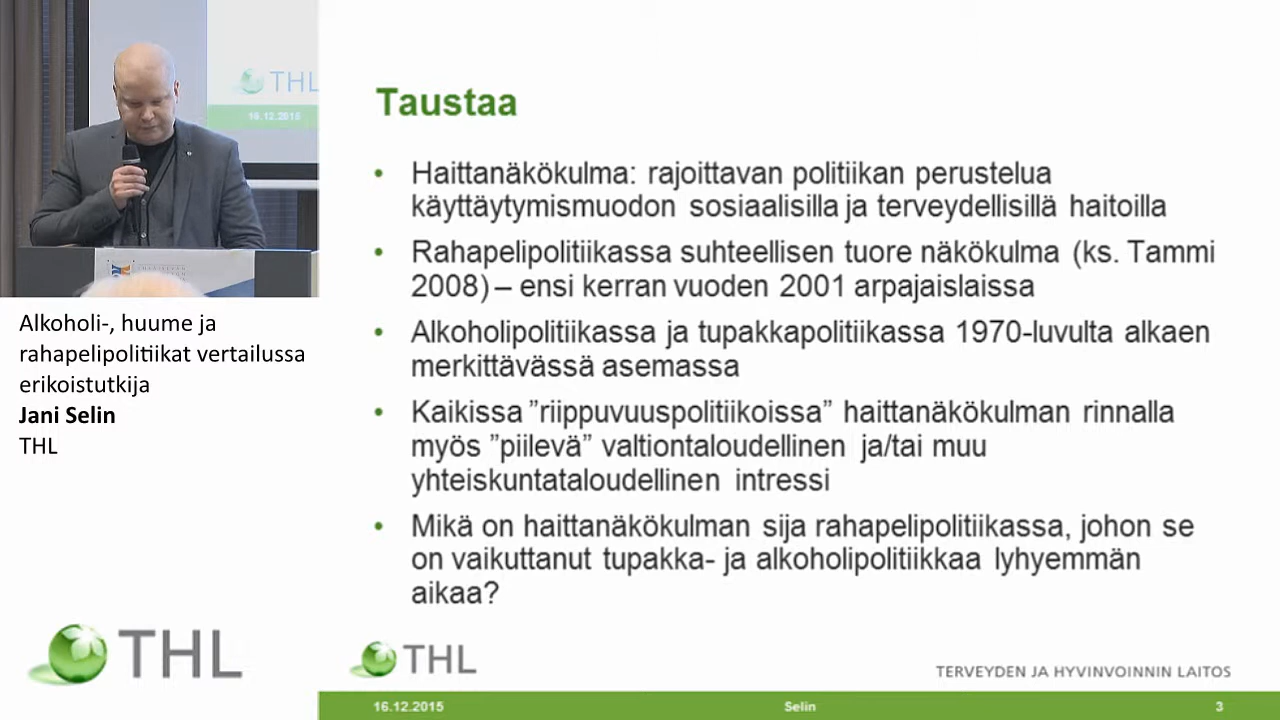 THL
16.12.2015
Alkoholi-, huume ja
rahapelipolitiikat vertailussa
erikoistutkija
Jani Selin
THL
THL
Taustaa
• Haittanäkökulma: rajoittavan politiikan perustelua
käyttäytymismuodon sosiaalisilla ja terveydellisillä haitoilla
• Rahapelipolitiikassa suhteellisen tuore näkökulma (ks. Tammi
2008) – ensi kerran vuoden 2001 arpajaislaissa
• Alkoholipolitiikassa ja tupakkapolitiikassa 1970-luvulta alkaen
merkittävässä asemassa
• Kaikissa ”riippuvuuspolitiikoissa” haittanäkökulman rinnalla
myös ”piilevä” valtiontaloudellinen ja/tai muu
yhteiskuntataloudellinen intressi
• Mikä on haittanäkökulman sija rahapelipolitiikassa, johon se
on vaikuttanut tupakka- ja alkoholipolitiikkaa lyhyemmän
aikaa?
THL
TERVEYDEN JA HYVINVOINNIN LAITOS
16.12.2015 Selin 3